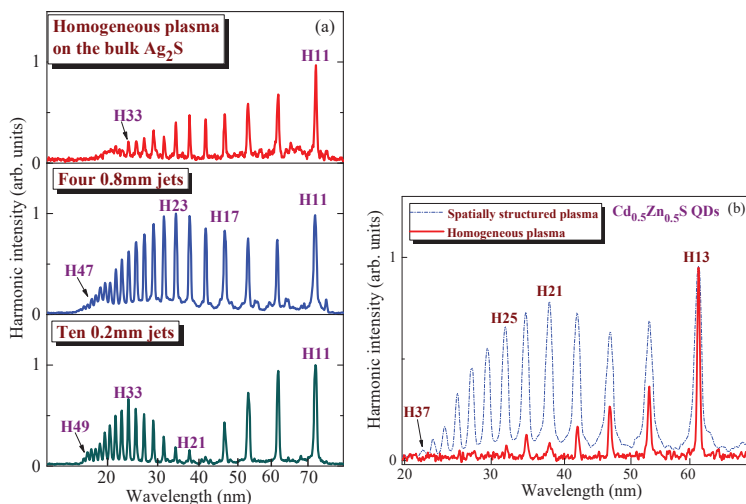 (a)
Homogeneous plasma
on the bulk Ag₂S
H11
H33
1
0
Four 0.8mm jets
H11
H23
H17
H47
1
0
Ten 0.2mm jets
H11
H33
H49
H21
1
0
20 30 40 50 60 70
Wavelength (nm)
Harmonic intensity (arb. units)
(b)
Cd₀.₅Zn₀.₅S QDs
Spatially structured plasma
Homogeneous plasma
H13
H21
H25
H37
1
0
20 30 40 50 60
Wavelength (nm)
Harmonic intensity (arb. units)